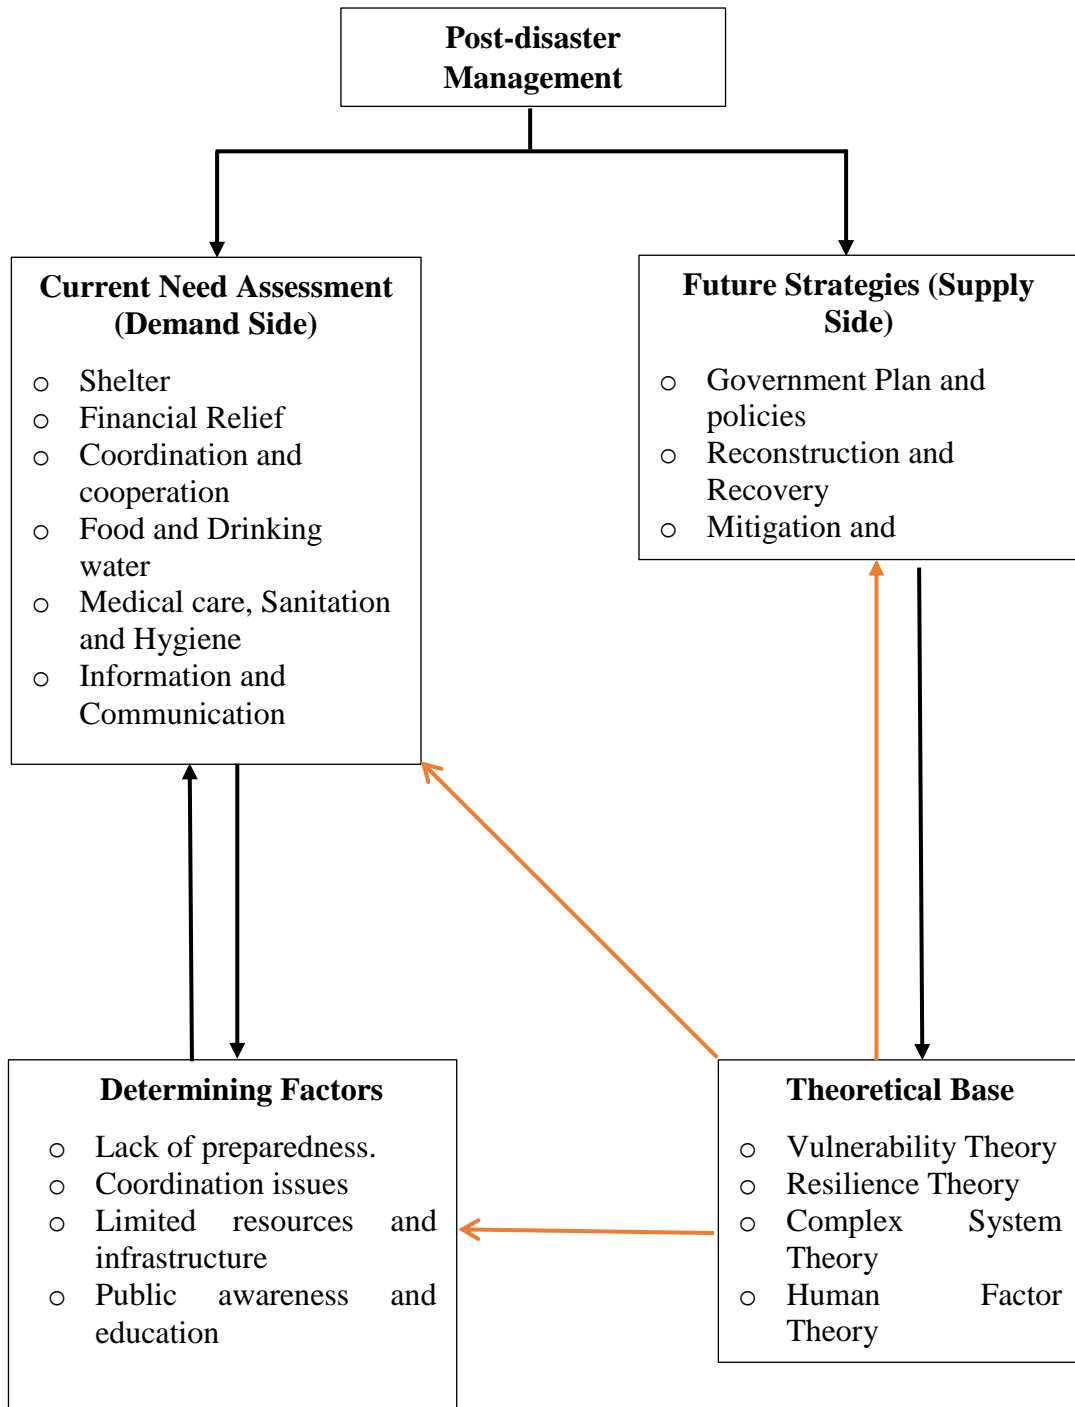 Post-disaster
Management
Current Need Assessment
(Demand Side)
o Shelter
o Financial Relief
o Coordination and
cooperation
o Food and Drinking
water
o Medical care, Sanitation
and Hygiene
o Information and
Communication
Future Strategies (Supply
Side)
o Government Plan and
policies
o Reconstruction and
Recovery
o Mitigation and
Determining Factors
o Lack of preparedness.
o Coordination issues
o Limited resources and
infrastructure
o Public awareness and
education
Theoretical Base
o Vulnerability Theory
o Resilience Theory
o Complex System
Theory
o Human Factor
Theory